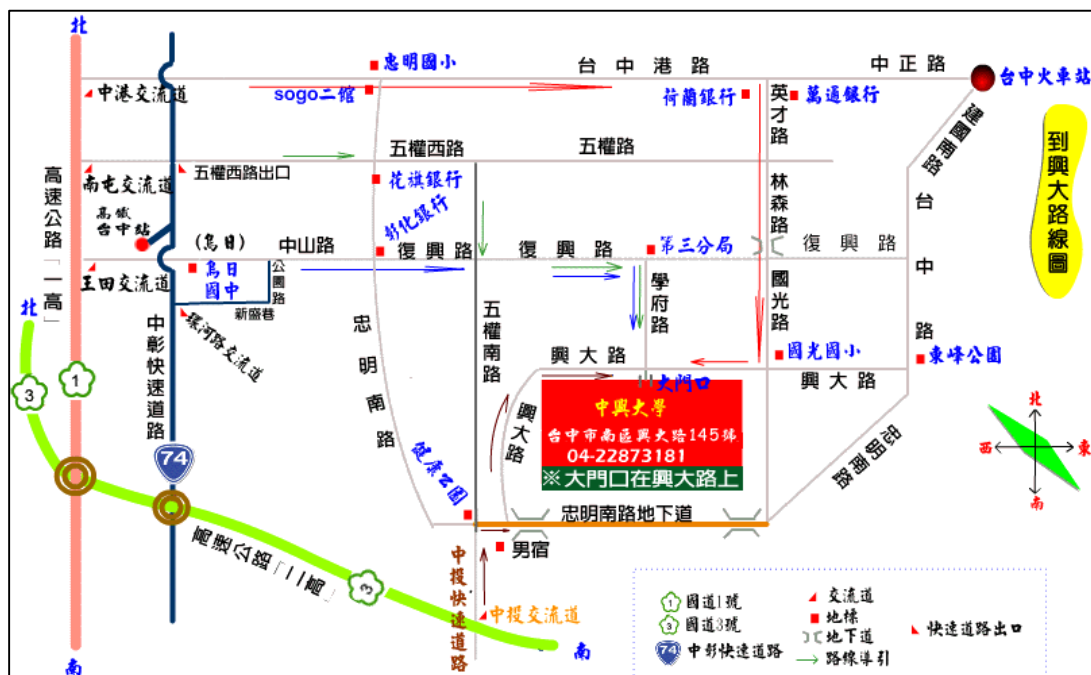 北
忠明國小
台中港路
中正路
台中火車站
中港交流道
sogo二館
荷蘭銀行
英才路
萬通銀行
建國南路
到興大路線圖
五權西路
五權路
南屯交流道
五權西路出口
花旗銀行
林森路
高速公路「一高」
高鐵
台中站
彰化銀行
台中路
(烏日)
中山路
復興路
復興路
第三分局
復興路
王田交流道
烏日
國中
公園路
新盛巷
學府路
國光路
北
中彰快速道路
環河路交流道
忠明南路
五權南路
興大路
國光國小
興大路
東峰公園
3
1
大門口
中興大學
台中市南區興大路145號
04-22873181
※大門口在興大路上
興大路
忠明南路
北
西
東
南
74
健康公園
忠明南路地下道
男宿
高速公路「二高」
3
中投快速道路
中投交流道
南
南
1 國道1號
3 國道3號
74 中彰快速道路
交流道
地標
地下道
路線導引
快速道路出口